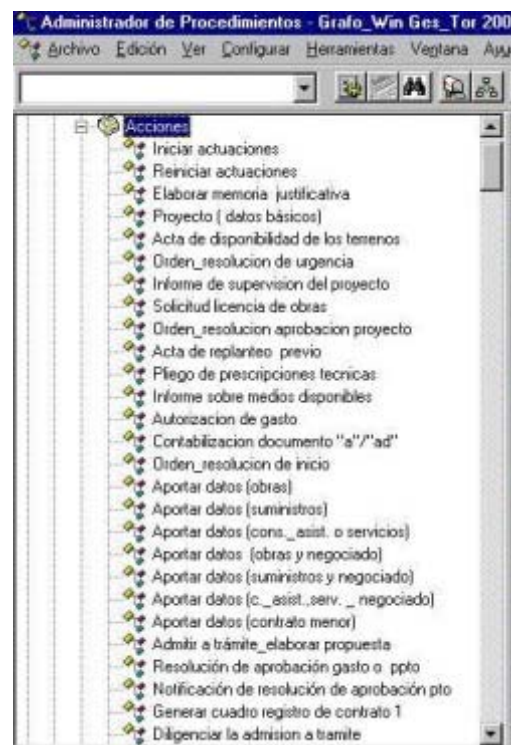 Administrador de Procedimientos - Grafo_Win Ges_Tor 200
Archivo Edición Ver Configurar Herramientas Ventana Ayu
Acciones
Iniciar actuaciones
Reiniciar actuaciones
Elaborar memoria justificativa
Proyecto ( datos básicos)
Acta de disponibilidad de los terrenos
Orden_resolucion de urgencia
Informe de supervision del proyecto
Solicitud licencia de obras
Orden_resolucion aprobacion proyecto
Acta de replanteo previo
Pliego de prescripciones tecnicas
Informe sobre medios disponibles
Autorizacion de gasto
Contabilizacion documento "a"/"ad"
Orden_resolucion de inicio
Aportar datos (obras)
Aportar datos (suministros)
Aportar datos (cons._asist. o servicios)
Aportar datos (obras y negociado)
Aportar datos (suministros y negociado)
Aportar datos (c._asist.,serv. _ negociado)
Aportar datos (contrato menor)
Admitir a trámite_elaborar propuesta
Resolución de aprobación gasto o ppto
Notificación de resolución de aprobación pto
Generar cuadro registro de contrato 1
Diligenciar la admision a tramite